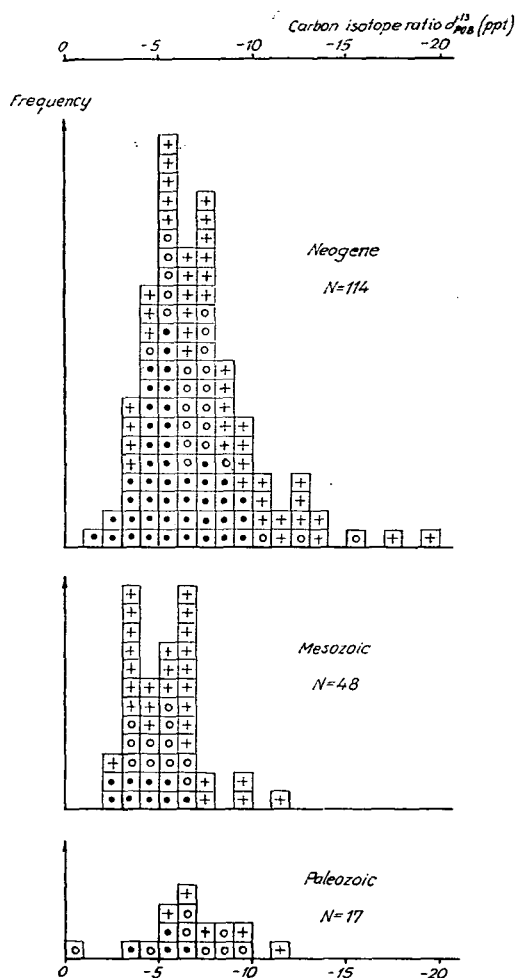 Carbon isotope ratio δ¹³PDB (ppt)
0 -5 -10 -15 -20
Frequency
Neogene
N=114
Mesozoic
N=48
Paleozoic
N=17
0 -5 -10 -15 -20